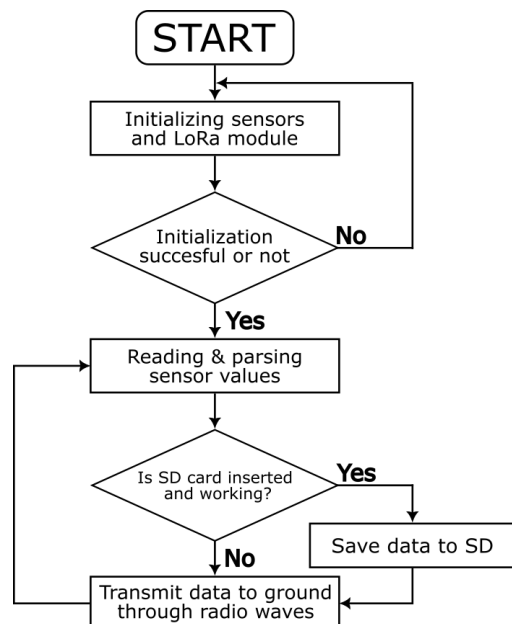 START
Initializing sensors
and LoRa module
Initialization
succesful or not
No
Yes
Reading & parsing
sensor values
Is SD card inserted
and working?
Yes
Save data to SD
No
Transmit data to ground
through radio waves